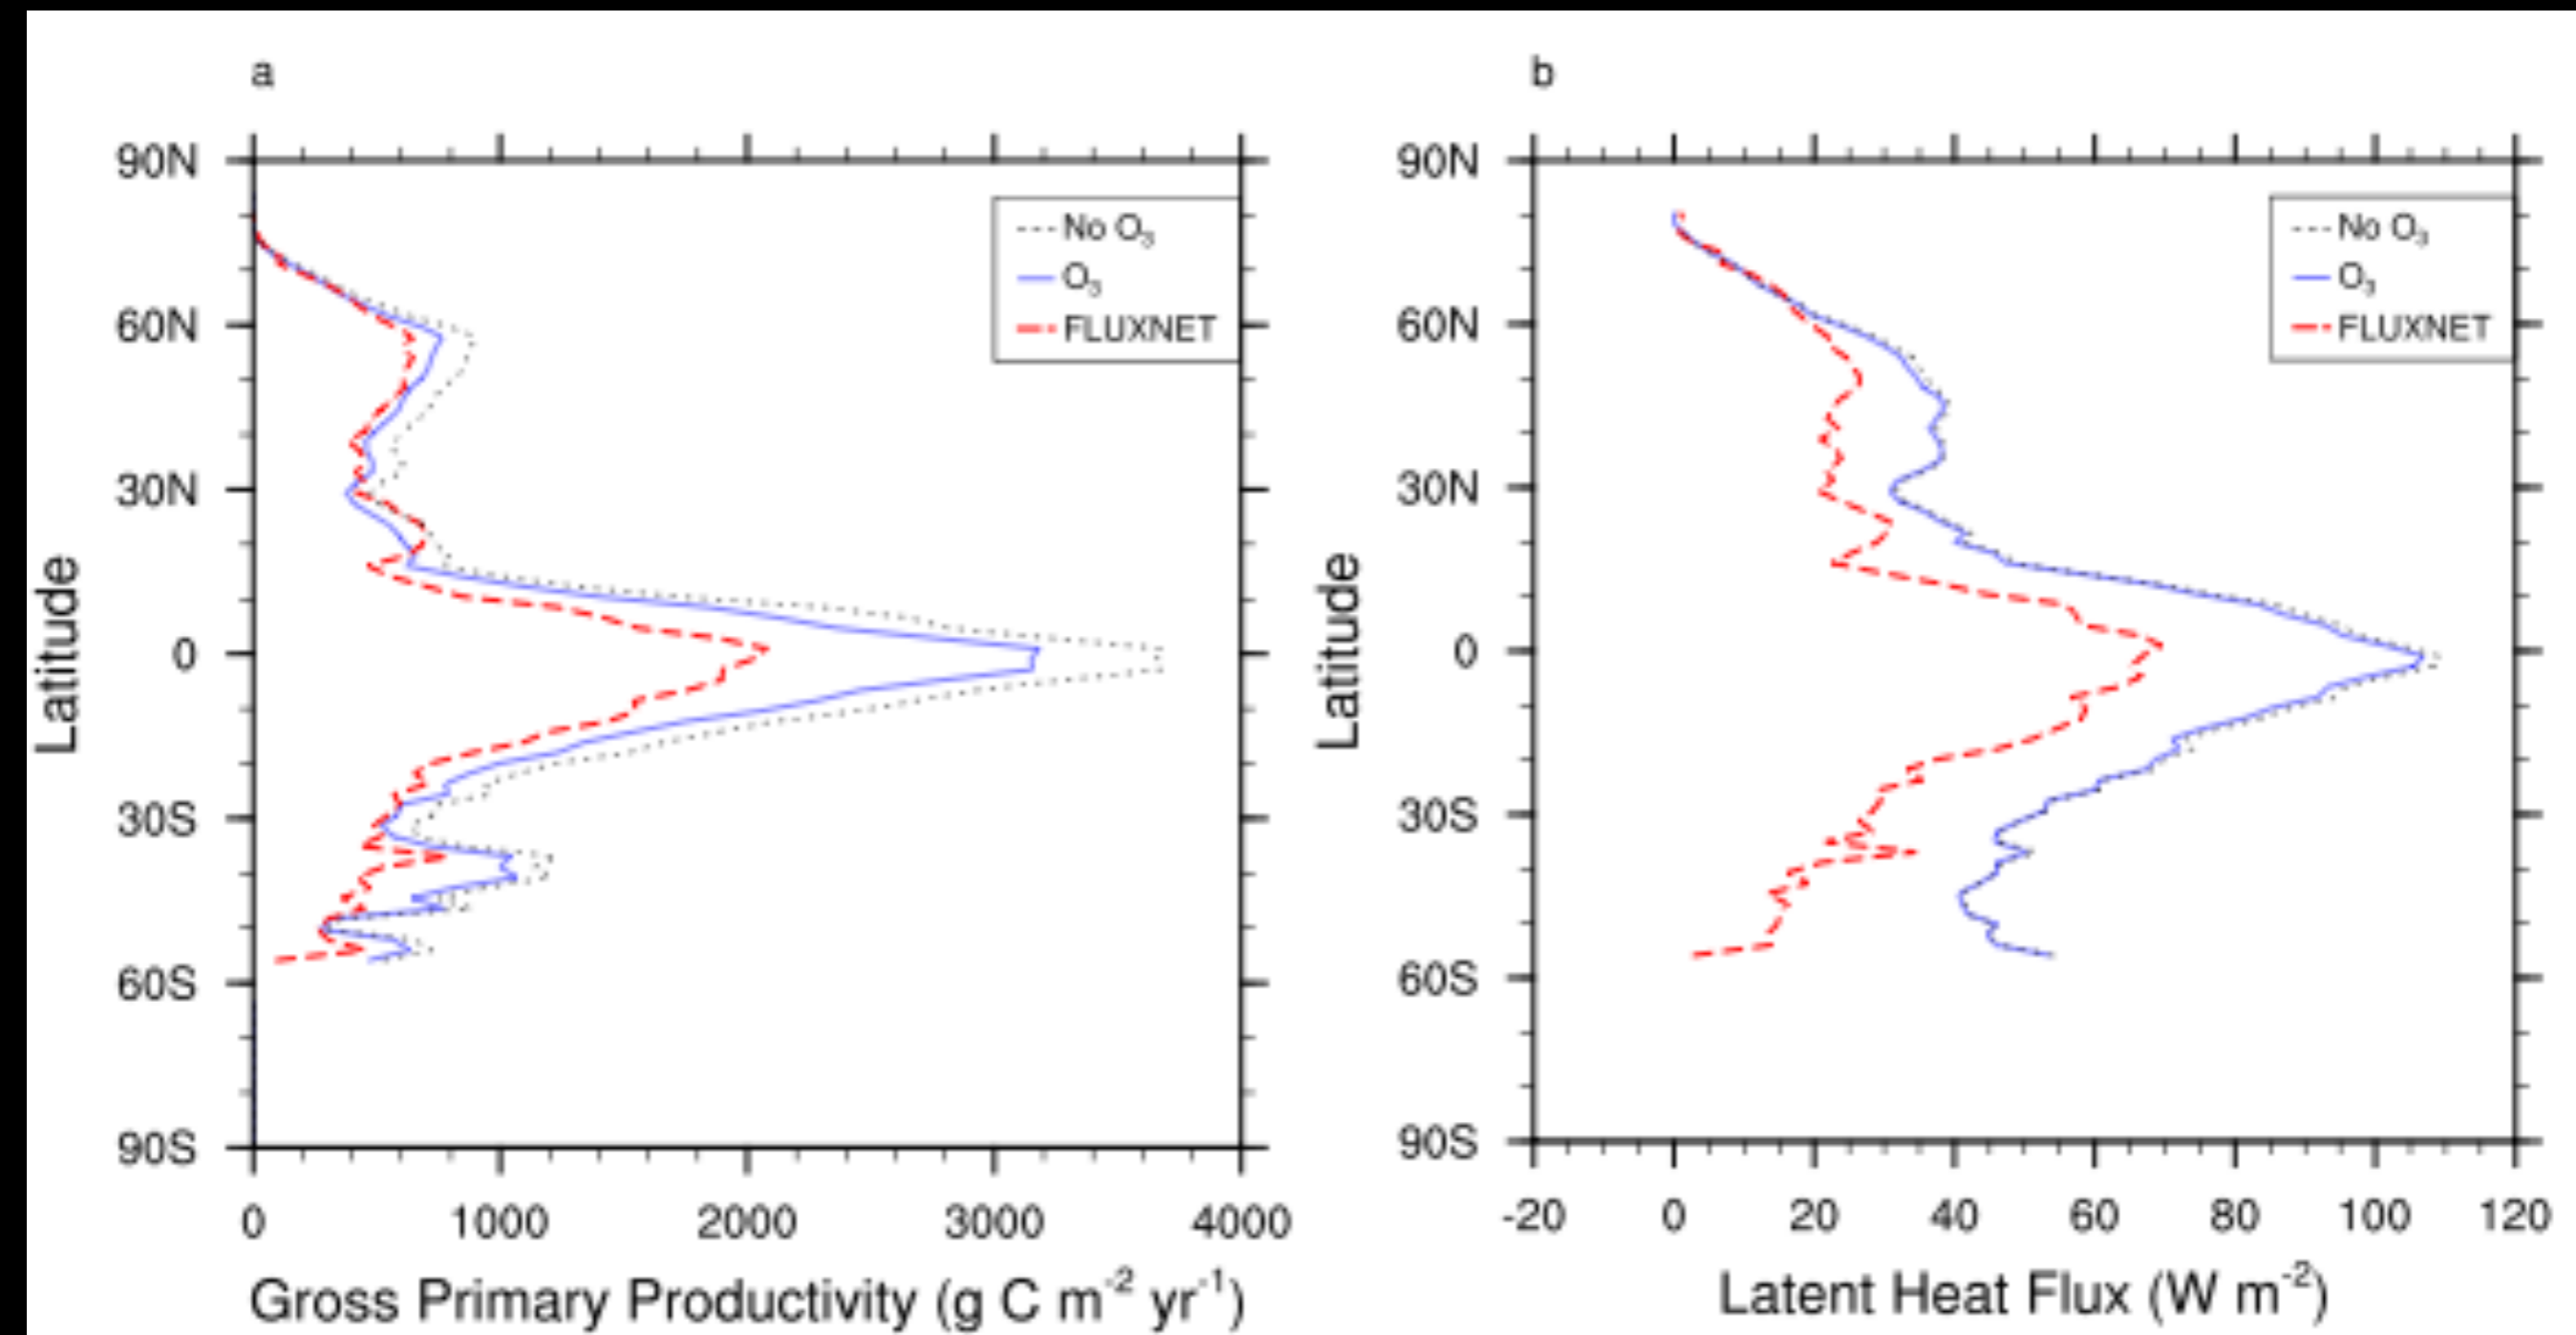 a
90N
60N
30N
0
30S
60S
90S
Latitude
No O₃
O₃
FLUXNET
0 1000 2000 3000 4000
Gross Primary Productivity (g C m⁻² yr⁻¹)
b
90N
60N
30N
0
30S
60S
90S
Latitude
No O₃
O₃
FLUXNET
-20 0 20 40 60 80 100 120
Latent Heat Flux (W m⁻²)